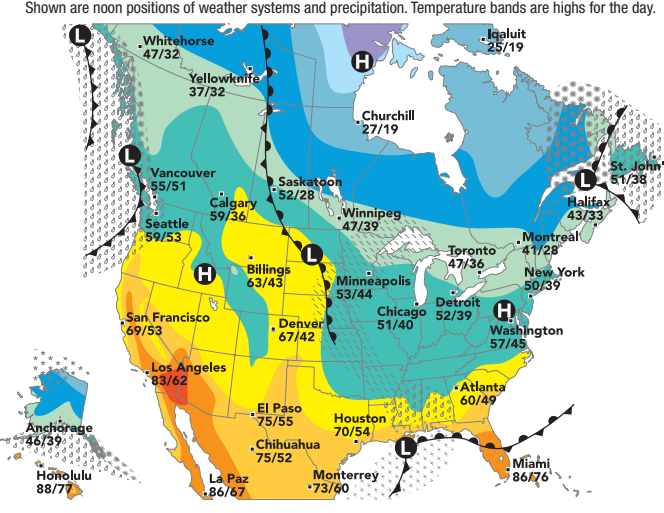 Shown are noon positions of weather systems and precipitation. Temperature bands are highs for the day.
L
Whitehorse
47/32
Iqaluit
25/19
H
Yellowknife
37/32
Churchill
27/19
L
Vancouver
55/51
Saskatoon
52/28
St. John
51/38
L
Calgary
59/36
Halifax
43/33
Winnipeg
47/39
Seattle
59/53
Montreal
41/28
Toronto
47/36
L
H
Billings
63/43
Minneapolis
53/44
New York
50/39
Detroit
52/39
Chicago
51/40
H
San Francisco
69/53
Denver
67/42
Washington
57/45
Los Angeles
83/62
Atlanta
60/49
El Paso
75/55
Houston
70/54
Anchorage
46/39
Chihuahua
75/52
L
Miami
86/76
Honolulu
88/77
La Paz
86/67
Monterrey
73/60